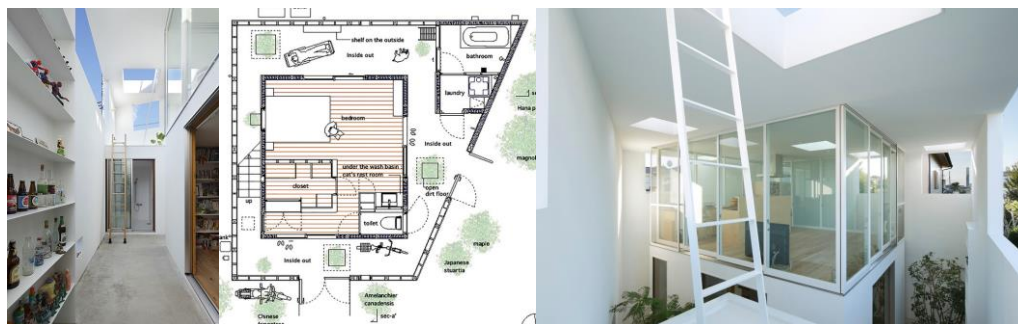 shelf on the outside
Inside out
bathroom
laundry
bedroom
Inside out
under the wash basin
cat's rest room
closet
open
dirt floor
up
toilet
maple
Inside out
Japanese
stuartia
Amelanchier
canadensis
Chinese
sec-a'